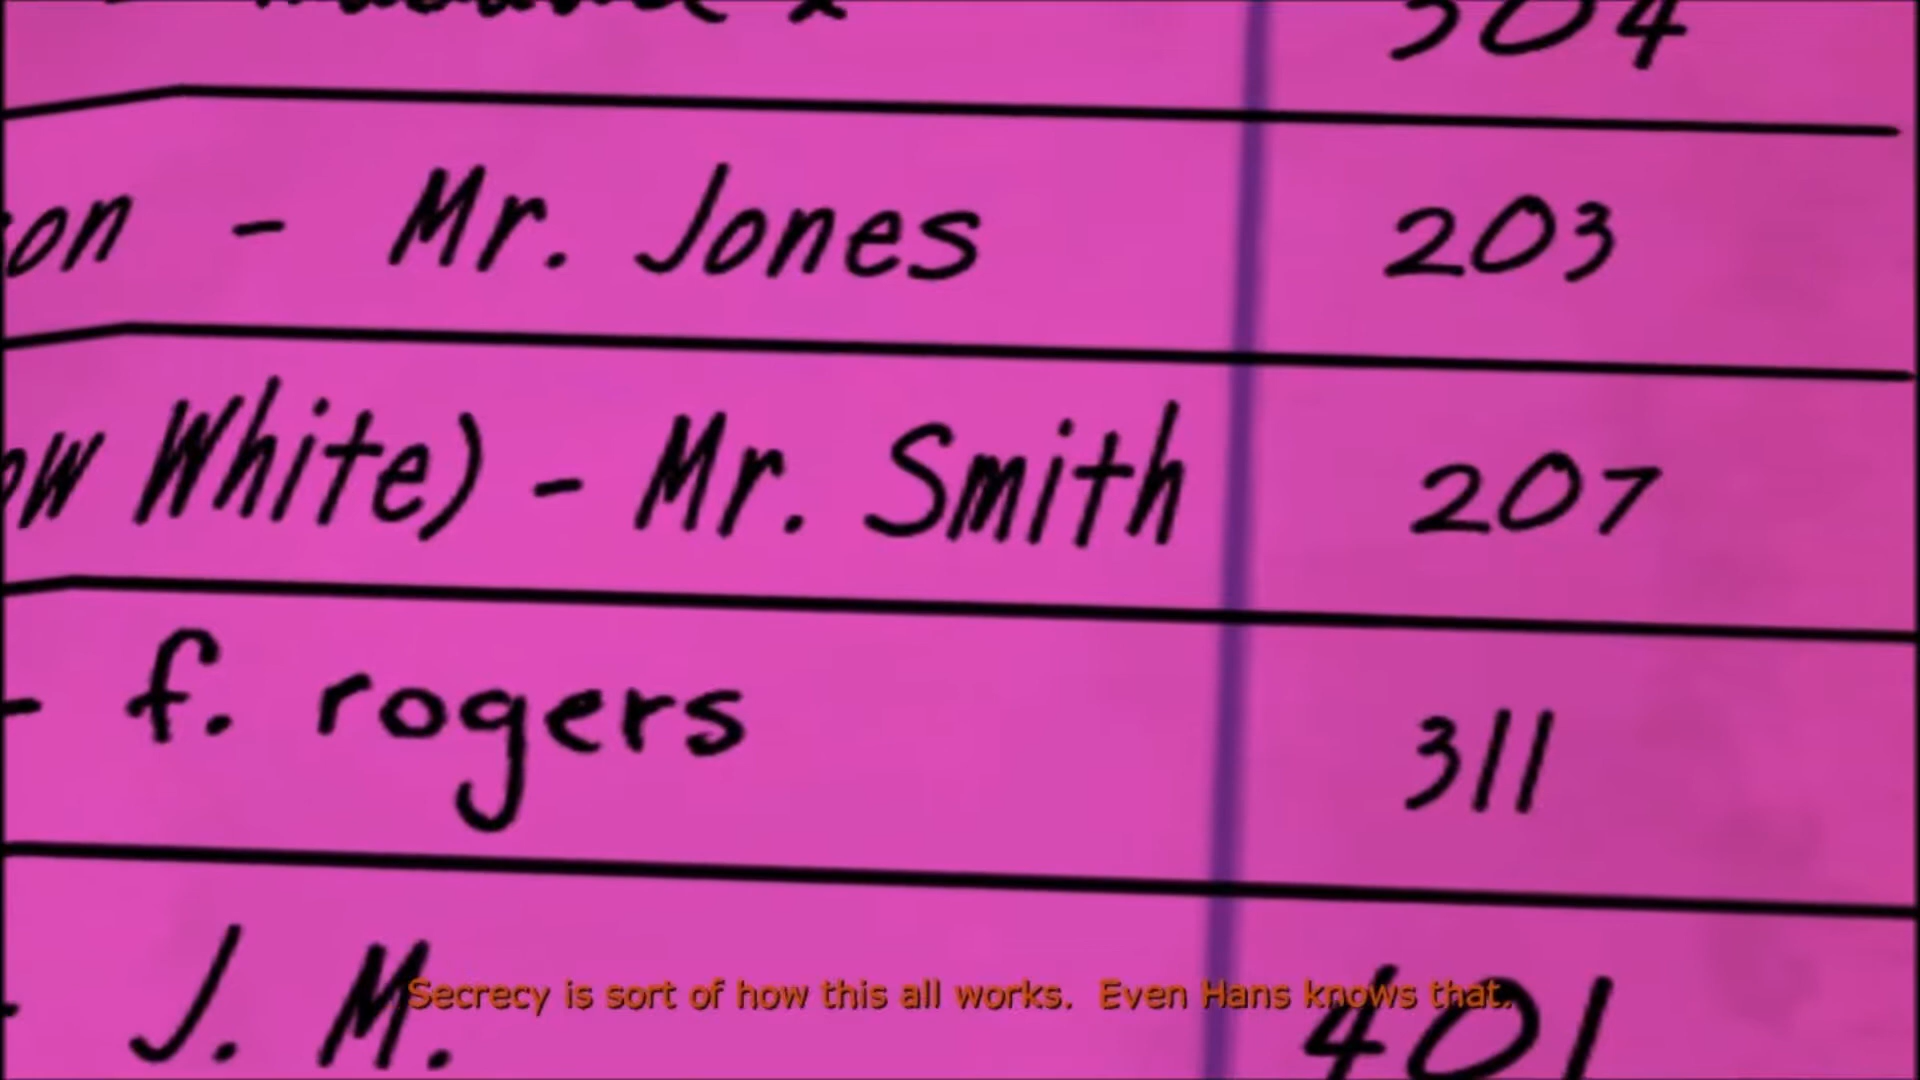 504
on - Mr. Jones 203
ow White) - Mr. Smith 207
- f. rogers 311
- J. M. 401
Secrecy is sort of how this all works. Even Hans knows that.